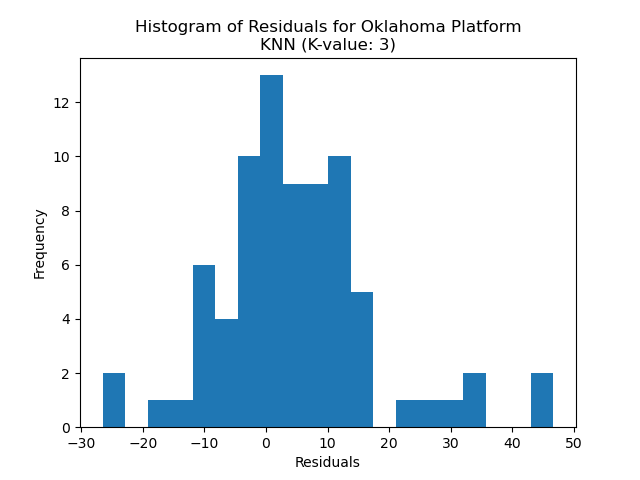 Histogram of Residuals for Oklahoma Platform
KNN (K-value: 3)
Frequency
12
10
8
6
4
2
0
−30 −20 −10 0 10 20 30 40 50
Residuals